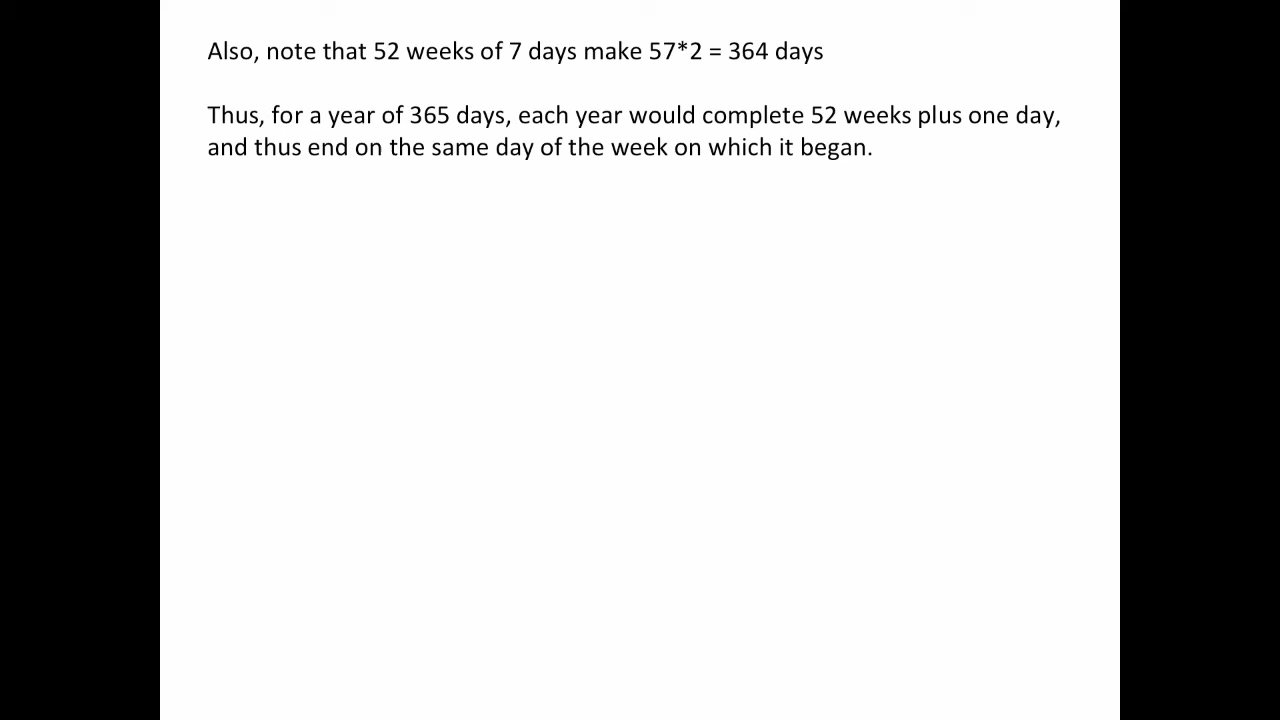 Also, note that 52 weeks of 7 days make 57*2 = 364 days
Thus, for a year of 365 days, each year would complete 52 weeks plus one day,
and thus end on the same day of the week on which it began.